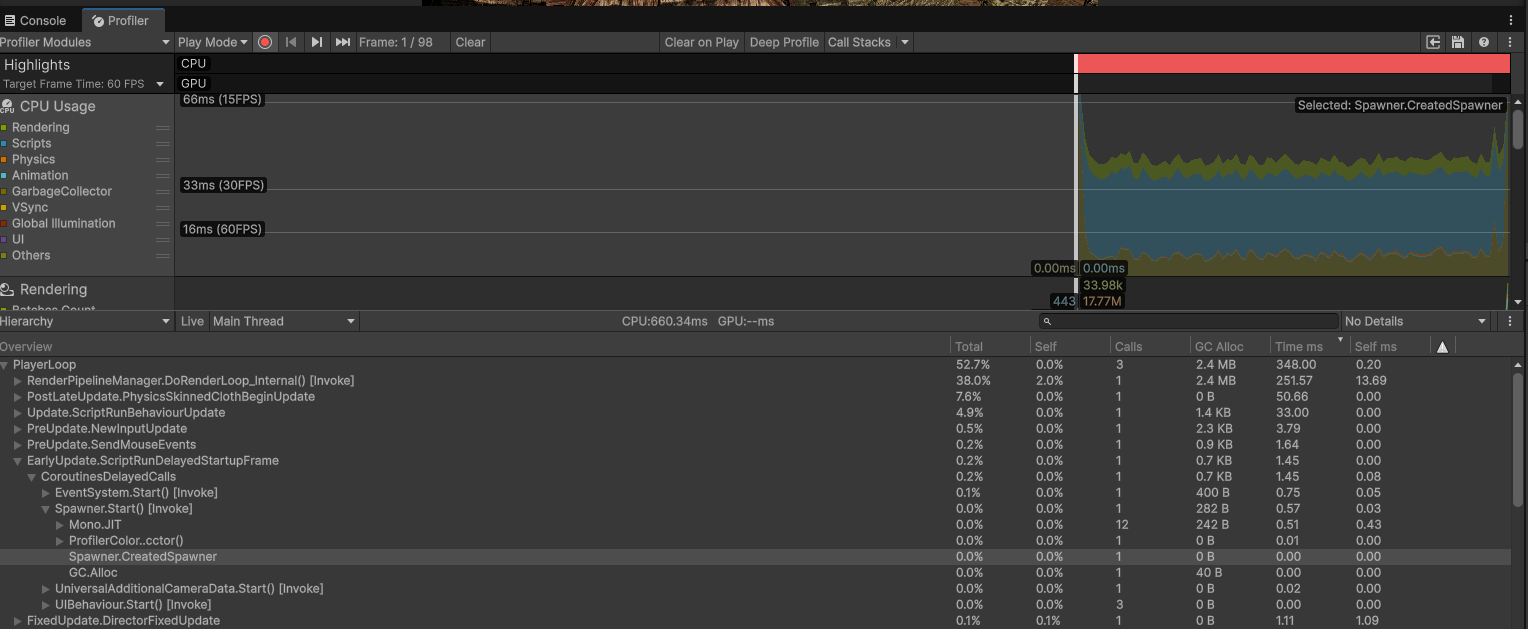 Console Profiler
Profiler Modules Play Mode Frame: 1 / 98 Clear Clear on Play Deep Profile Call Stacks
Highlights CPU
Target Frame Time: 60 FPS GPU
CPU Usage 66ms (15FPS) Selected: Spawner.CreatedSpawner
Rendering
Scripts
Physics
Animation
GarbageCollector 33ms (30FPS)
VSync
Global Illumination 16ms (60FPS)
UI
Others
0.00ms 0.00ms
Rendering 33.98k
Batches Count 443 17.77M
Hierarchy Live Main Thread CPU:660.34ms GPU:--ms No Details
Overview Total Self Calls GC Alloc Time ms Self ms
PlayerLoop 52.7% 0.0% 3 2.4 MB 348.00 0.20
RenderPipelineManager.DoRenderLoop_Internal() [Invoke] 38.0% 2.0% 1 2.4 MB 251.57 13.69
PostLateUpdate.PhysicsSkinnedClothBeginUpdate 7.6% 0.0% 1 0 B 50.66 0.00
Update.ScriptRunBehaviourUpdate 4.9% 0.0% 1 1.4 KB 33.00 0.00
PreUpdate.NewInputUpdate 0.5% 0.0% 1 2.3 KB 3.79 0.00
PreUpdate.SendMouseEvents 0.2% 0.0% 1 0.9 KB 1.64 0.00
EarlyUpdate.ScriptRunDelayedStartupFrame 0.2% 0.0% 1 0.7 KB 1.45 0.00
CoroutinesDelayedCalls 0.2% 0.0% 1 0.7 KB 1.45 0.08
EventSystem.Start() [Invoke] 0.1% 0.0% 1 400 B 0.75 0.05
Spawner.Start() [Invoke] 0.0% 0.0% 1 282 B 0.57 0.03
Mono.JIT 0.0% 0.0% 12 242 B 0.51 0.43
ProfilerColor..cctor() 0.0% 0.0% 1 0 B 0.01 0.00
Spawner.CreatedSpawner 0.0% 0.0% 1 0 B 0.00 0.00
GC.Alloc 0.0% 0.0% 1 40 B 0.00 0.00
UniversalAdditionalCameraData.Start() [Invoke] 0.0% 0.0% 1 0 B 0.02 0.00
UIBehaviour.Start() [Invoke] 0.0% 0.0% 3 0 B 0.00 0.00
FixedUpdate.DirectorFixedUpdate 0.1% 0.1% 1 0 B 1.11 1.09